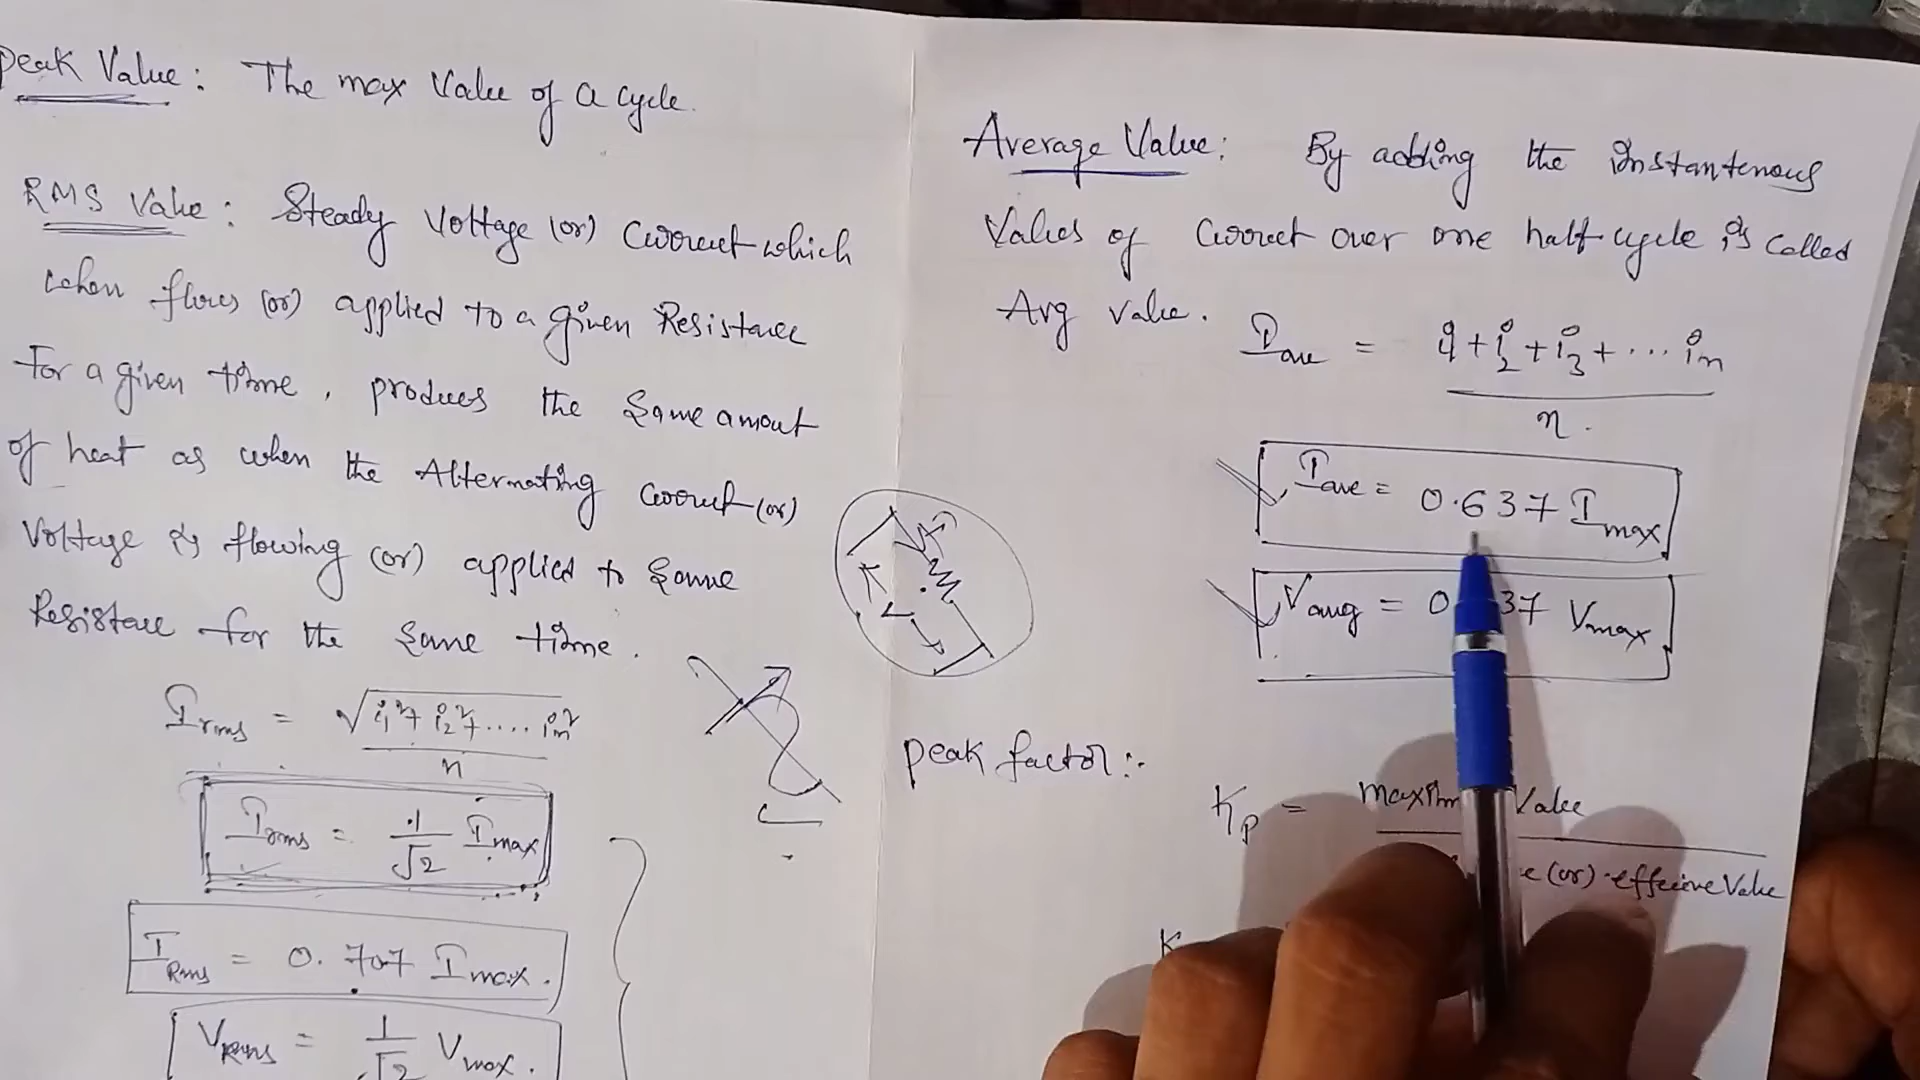 Peak Value: The max Value of a cycle.
RMS Value: Steady Voltage (or) Current which
when flows (or) applied to a given Resistance
For a given time, produces the same amout
of heat as when the Alternating current (or)
Voltage is flowing (or) applied to same
Resistace for the same time.
Irms = √i₁²+ i₂²+.... in²
n
Irms = 1/√2 Imax
IRms = 0.707 Imax.
VRms = 1/√2 Vmax.
Average Value: By adding the instantenous
Values of current over one half cycle is called
Avg value.
Iave = i₁+i₂+i₃+...in
n.
Iave = 0.637 Imax
Vavg = 0 37 Vmax
Peak factor:-
Kp = Value
(or) effecive Value
K